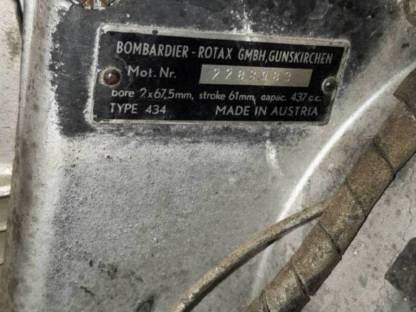 BOMBARDIER - ROTAX GMBH, GUNSKIRCHEN
Mot. Nr.
bore 2x67,5mm, stroke 61mm, capac. 437 c.c.
TYPE 434 MADE IN AUSTRIA